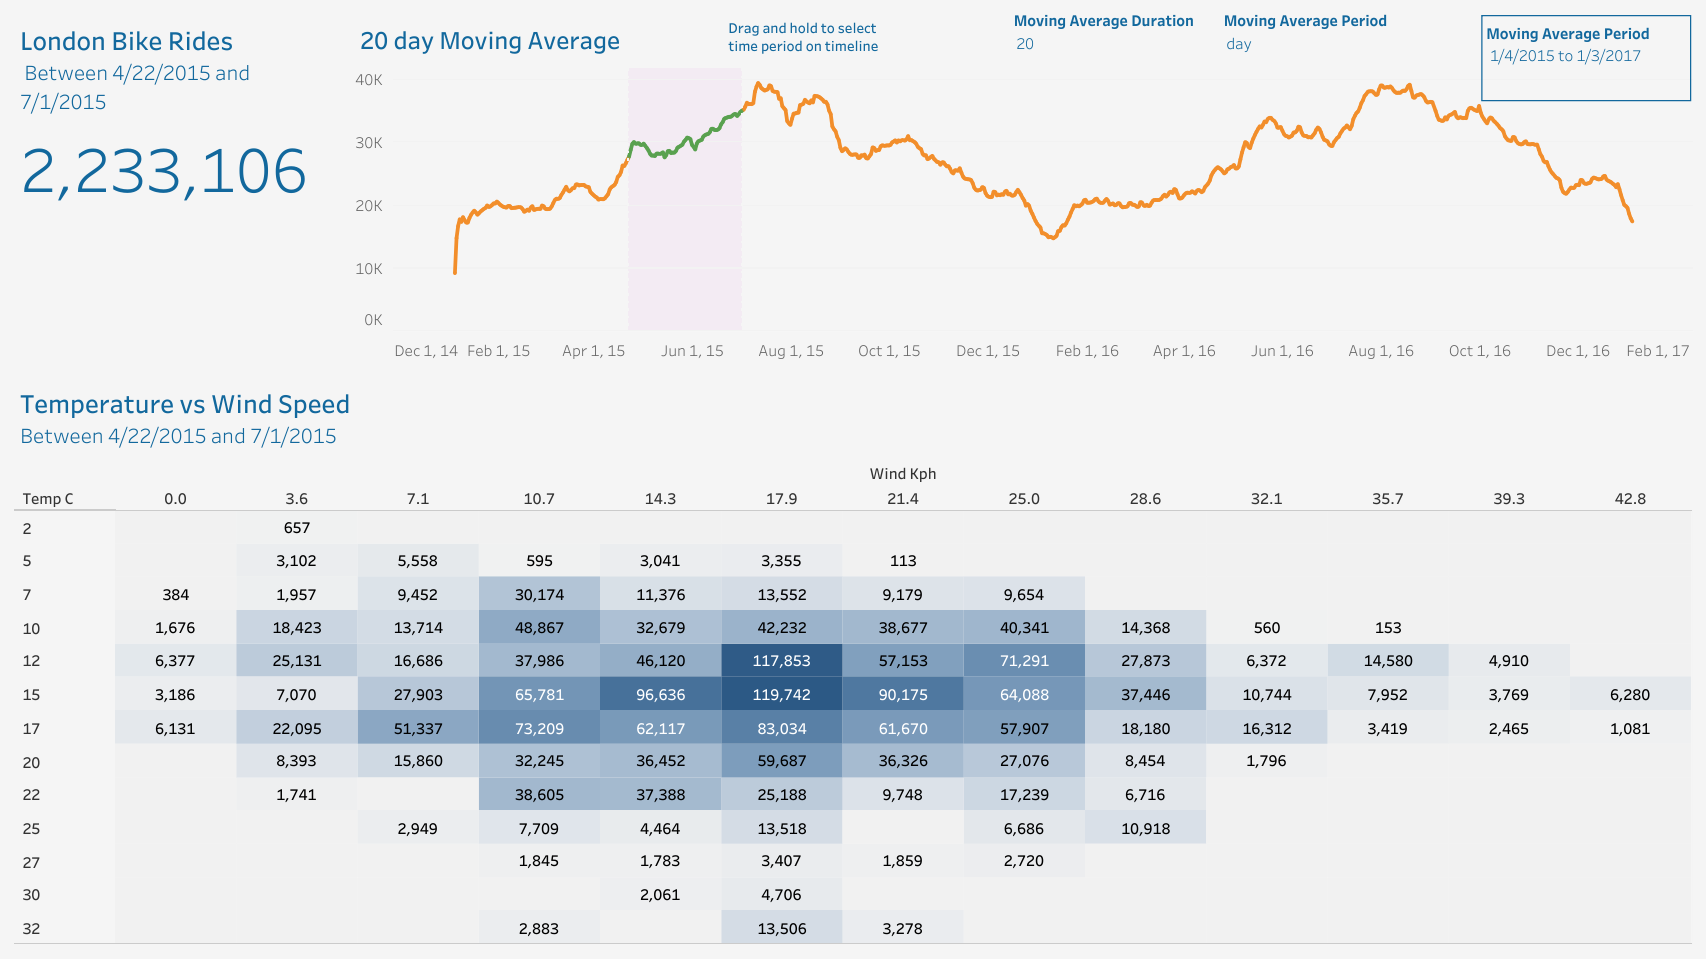 London Bike Rides
Between 4/22/2015 and
7/1/2015
2,233,106
20 day Moving Average
Drag and hold to select
time period on timeline
Moving Average Duration
20
Moving Average Period
day
Moving Average Period
1/4/2015 to 1/3/2017
40K
30K
20K
10K
0K
Dec 1, 14 Feb 1, 15 Apr 1, 15 Jun 1, 15 Aug 1, 15 Oct 1, 15 Dec 1, 15 Feb 1, 16 Apr 1, 16 Jun 1, 16 Aug 1, 16 Oct 1, 16 Dec 1, 16 Feb 1, 17
Temperature vs Wind Speed
Between 4/22/2015 and 7/1/2015
Wind Kph
Temp C 0.0 3.6 7.1 10.7 14.3 17.9 21.4 25.0 28.6 32.1 35.7 39.3 42.8
2 657
5 3,102 5,558 595 3,041 3,355 113
7 384 1,957 9,452 30,174 11,376 13,552 9,179 9,654
10 1,676 18,423 13,714 48,867 32,679 42,232 38,677 40,341 14,368 560 153
12 6,377 25,131 16,686 37,986 46,120 117,853 57,153 71,291 27,873 6,372 14,580 4,910
15 3,186 7,070 27,903 65,781 96,636 119,742 90,175 64,088 37,446 10,744 7,952 3,769 6,280
17 6,131 22,095 51,337 73,209 62,117 83,034 61,670 57,907 18,180 16,312 3,419 2,465 1,081
20 8,393 15,860 32,245 36,452 59,687 36,326 27,076 8,454 1,796
22 1,741 38,605 37,388 25,188 9,748 17,239 6,716
25 2,949 7,709 4,464 13,518 6,686 10,918
27 1,845 1,783 3,407 1,859 2,720
30 2,061 4,706
32 2,883 13,506 3,278